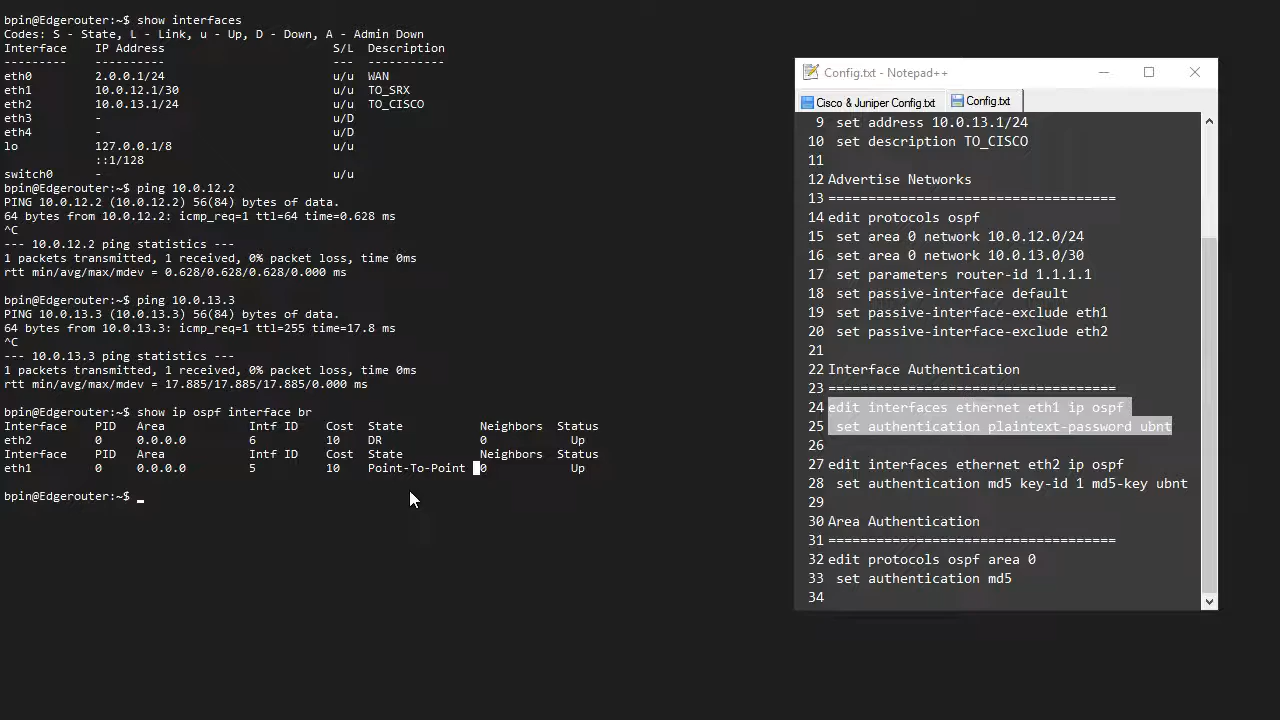 bpin@Edgerouter:~$ show interfaces
Codes: S - State, L - Link, u - Up, D - Down, A - Admin Down
Interface    IP Address                        S/L  Description
---------    ----------                        ---  -----------
eth0         2.0.0.1/24                        u/u  WAN
eth1         10.0.12.1/30                      u/u  TO_SRX
eth2         10.0.13.1/24                      u/u  TO_CISCO
eth3         -                                 u/D
eth4         -                                 u/D
lo           127.0.0.1/8                       u/u
             ::1/128
switch0      -                                 u/u
bpin@Edgerouter:~$ ping 10.0.12.2
PING 10.0.12.2 (10.0.12.2) 56(84) bytes of data.
64 bytes from 10.0.12.2: icmp_req=1 ttl=64 time=0.628 ms
^C
--- 10.0.12.2 ping statistics ---
1 packets transmitted, 1 received, 0% packet loss, time 0ms
rtt min/avg/max/mdev = 0.628/0.628/0.628/0.000 ms
bpin@Edgerouter:~$ ping 10.0.13.3
PING 10.0.13.3 (10.0.13.3) 56(84) bytes of data.
64 bytes from 10.0.13.3: icmp_req=1 ttl=255 time=17.8 ms
^C
--- 10.0.13.3 ping statistics ---
1 packets transmitted, 1 received, 0% packet loss, time 0ms
rtt min/avg/max/mdev = 17.885/17.885/17.885/0.000 ms
bpin@Edgerouter:~$ show ip ospf interface br
Interface    PID   Area            Intf ID    Cost  State          Neighbors  Status
eth2         0     0.0.0.0         6          10    DR             0          Up
Interface    PID   Area            Intf ID    Cost  State          Neighbors  Status
eth1         0     0.0.0.0         5          10    Point-To-Point 0          Up
bpin@Edgerouter:~$ _
Config.txt - Notepad++
Cisco & Juniper Config.txt  Config.txt
9  set address 10.0.13.1/24
10  set description TO_CISCO
11
12 Advertise Networks
13 ====================================
14 edit protocols ospf
15  set area 0 network 10.0.12.0/24
16  set area 0 network 10.0.13.0/30
17  set parameters router-id 1.1.1.1
18  set passive-interface default
19  set passive-interface-exclude eth1
20  set passive-interface-exclude eth2
21
22 Interface Authentication
23 ====================================
24 edit interfaces ethernet eth1 ip ospf
25  set authentication plaintext-password ubnt
26
27 edit interfaces ethernet eth2 ip ospf
28  set authentication md5 key-id 1 md5-key ubnt
29
30 Area Authentication
31 ====================================
32 edit protocols ospf area 0
33  set authentication md5
34